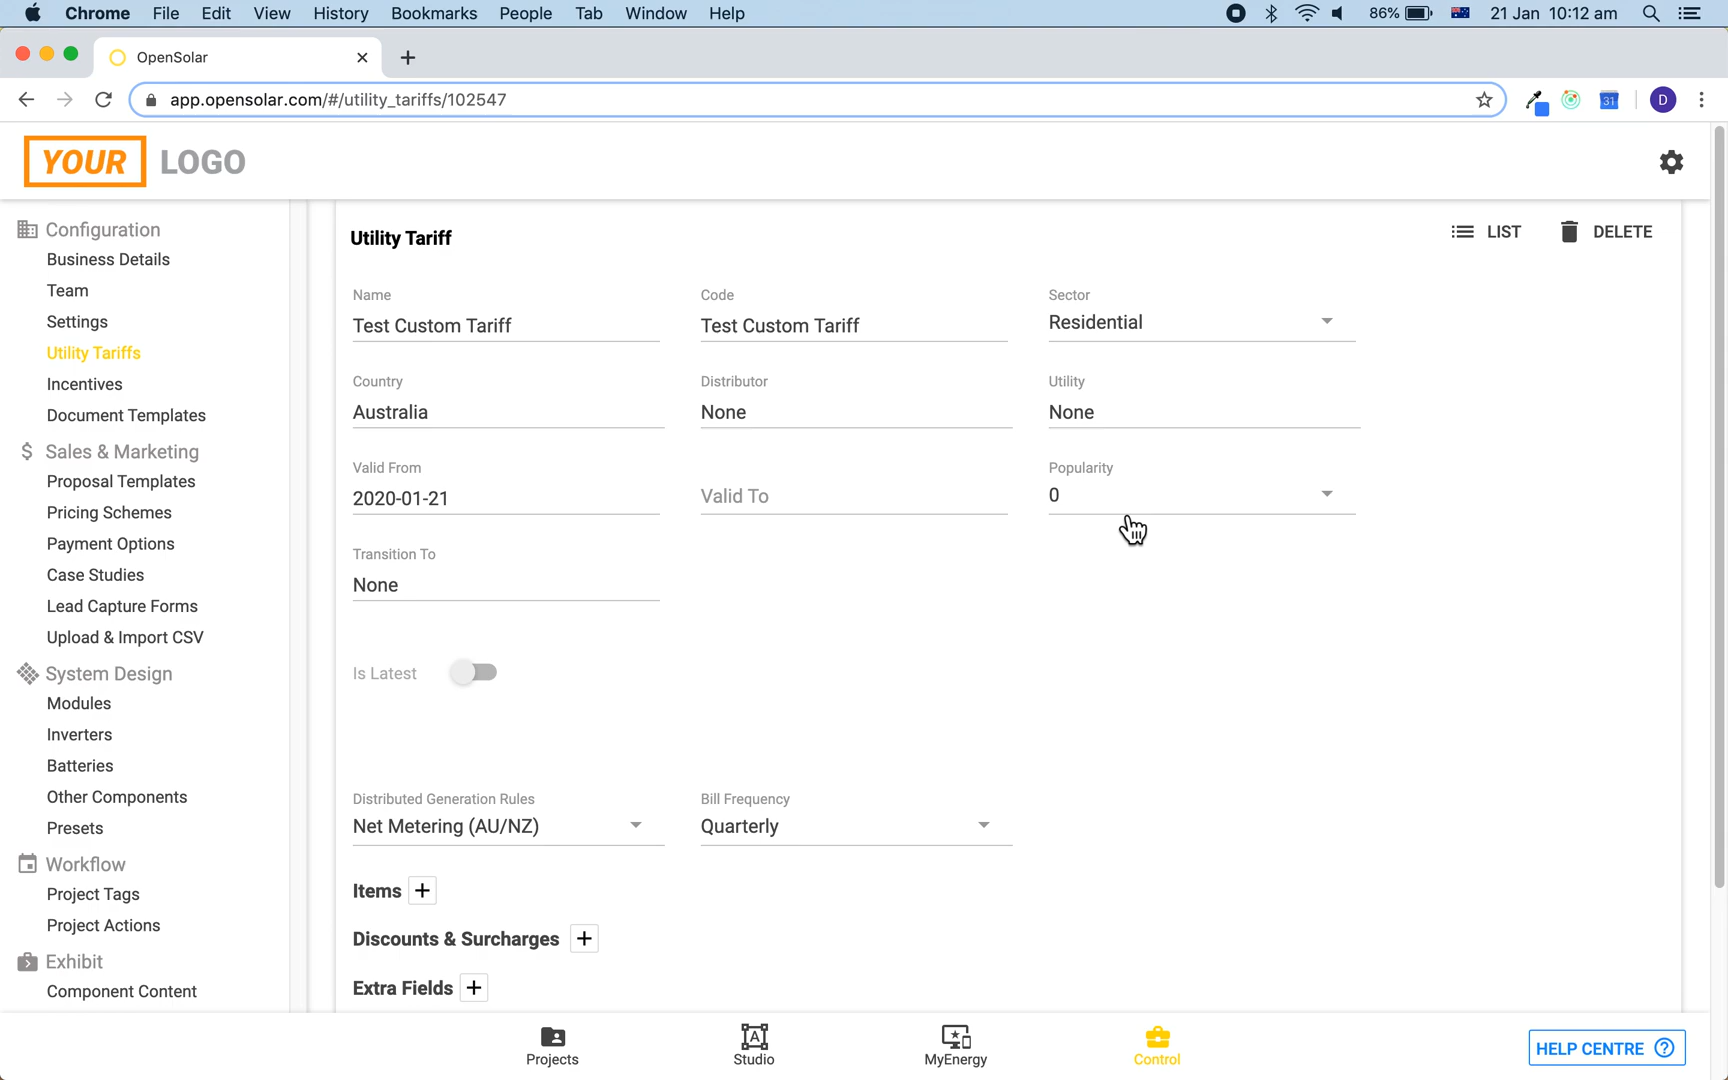 Chrome File Edit View History Bookmarks People Tab Window Help 86% 21 Jan 10:12 am
OpenSolar
app.opensolar.com/#/utility_tariffs/102547
31
D
YOUR LOGO
Configuration
Business Details
Team
Settings
Utility Tariffs
Incentives
Document Templates
Sales & Marketing
Proposal Templates
Pricing Schemes
Payment Options
Case Studies
Lead Capture Forms
Upload & Import CSV
System Design
Modules
Inverters
Batteries
Other Components
Presets
Workflow
Project Tags
Project Actions
Exhibit
Component Content
Utility Tariff
LIST DELETE
Name Code Sector
Test Custom Tariff Test Custom Tariff Residential
Country Distributor Utility
Australia None None
Valid From Popularity
2020-01-21 Valid To 0
Transition To
None
Is Latest
Distributed Generation Rules Bill Frequency
Net Metering (AU/NZ) Quarterly
Items +
Discounts & Surcharges +
Extra Fields +
Projects Studio MyEnergy Control
HELP CENTRE ?